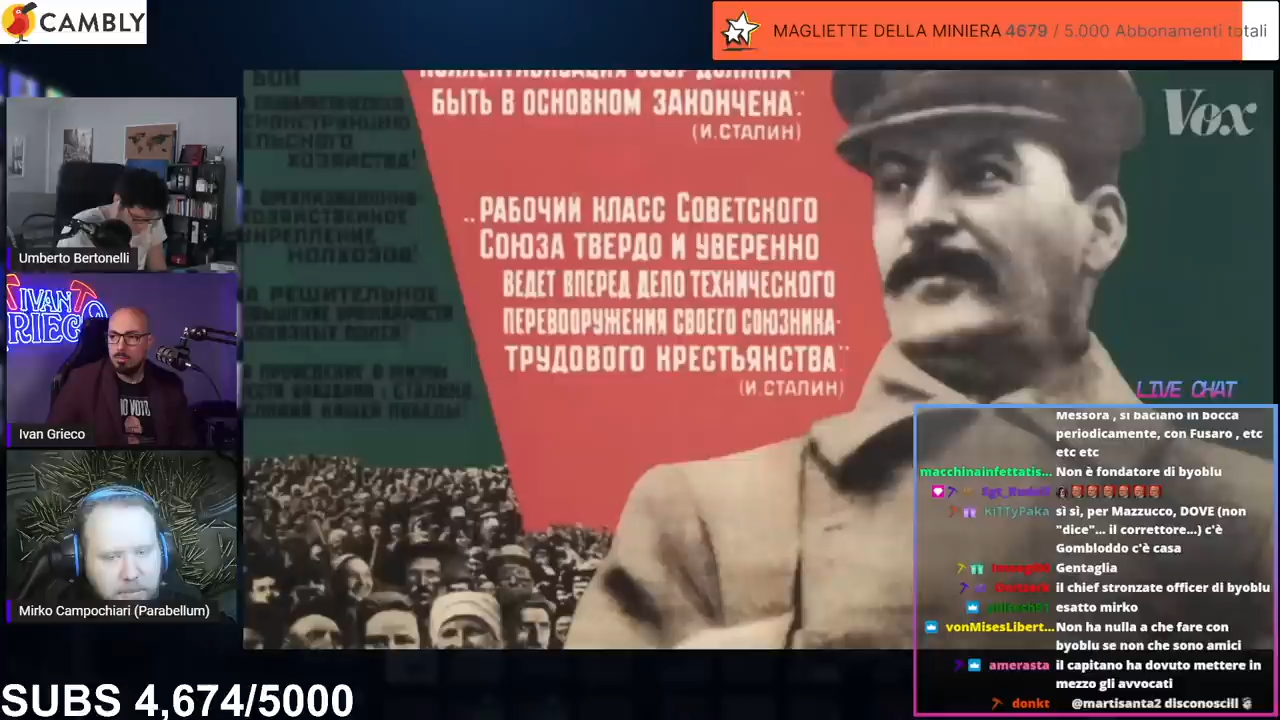 CAMBLY
MAGLIETTE DELLA MINIERA 4679 / 5.000 Abbonamenti totali
БЫТЬ В ОСНОВНОМ ЗАКОНЧЕНА".
(И.СТАЛИН)
Vox
„РАБОЧИЙ КЛАСС СОВЕТСКОГО
СОЮЗА ТВЕРДО И УВЕРЕННО
ВЕДЕТ ВПЕРЕД ДЕЛО ТЕХНИЧЕСКОГО
ПЕРЕВООРУЖЕНИЯ СВОЕГО СОЮЗНИКА-
ТРУДОВОГО КРЕСТЬЯНСТВА".
(И.СТАЛИН)
Umberto Bertonelli
IVAN
Ivan Grieco
Mirko Campochiari (Parabellum)
LIVE CHAT
Messora , si baciano in bocca
periodicamente, con Fusaro , etc
etc etc
macchinainfettatis... Non è fondatore di byoblu
KiTTyPaka sì sì, per Mazzucco, DOVE (non
"dice"... il correttore...) c'è
Gombloddo c'è casa
Gentaglia
il chief stronzate officer di byoblu
esatto mirko
vonMisesLibert... Non ha nulla a che fare con
byoblu se non che sono amici
amerasta il capitano ha dovuto mettere in
mezzo gli avvocati
donkt @martisanta2 disconoscill
SUBS 4,674/5000